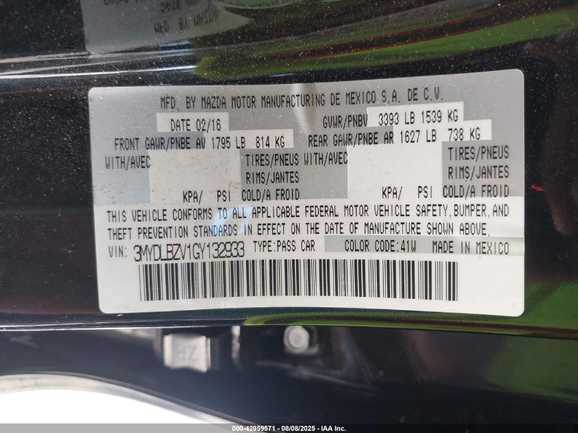 MFD. BY MAZDA MOTOR MANUFACTURING DE MEXICO S.A. DE C.V.
DATE 02/16 GVWR/PNBV 3393 LB 1539 KG
FRONT GAWR/PNBE AV 1795 LB 814 KG REAR GAWR/PNBE AR 1627 LB 738 KG
WITH/AVEC TIRES/PNEUS WITH/AVEC TIRES/PNEUS
RIMS/JANTES RIMS/JANTES
KPA/ PSI COLD/A FROID KPA/ PSI COLD/A FROID
THIS VEHICLE CONFORMS TO ALL APPLICABLE FEDERAL MOTOR VEHICLE SAFETY, BUMPER, AND
THEFT PREVENTION STANDARDS IN EFFECT ON THE DATE OF MANUFACTURE SHOWN ABOVE.
VIN: 3MYDLBZV1GY132933 TYPE:PASS CAR COLOR CODE:41W MADE IN MEXICO
000-42959571 - 08/08/2025 - IAA Inc.